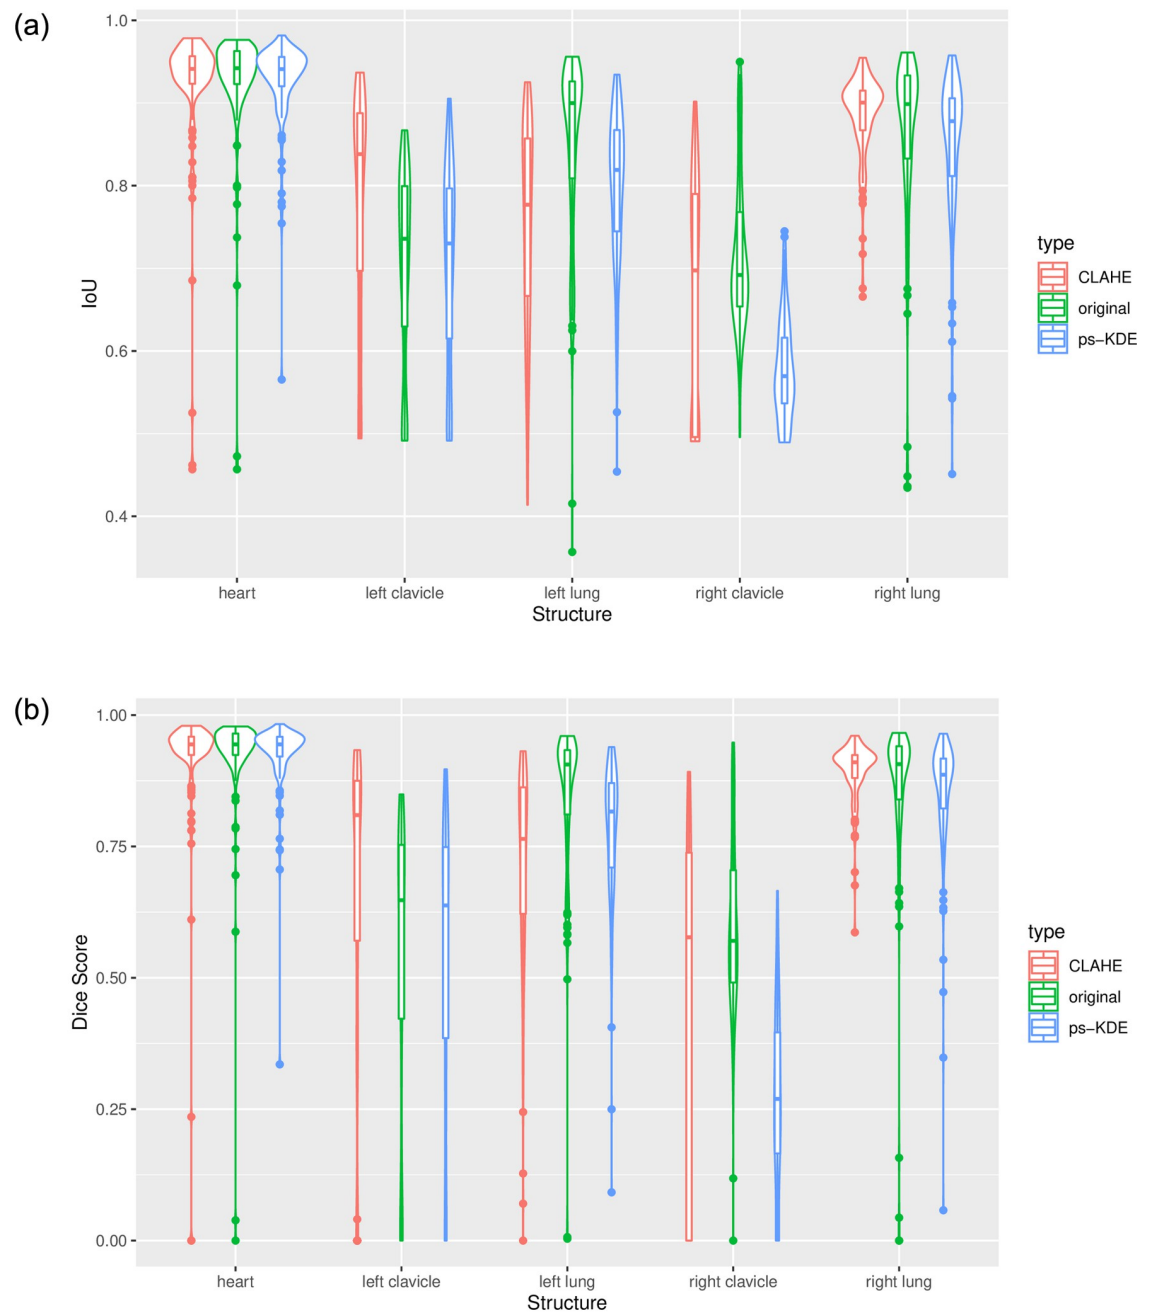 (a)
1.0
0.8
0.6
0.4
IoU
heart
left clavicle
left lung
right clavicle
right lung
Structure
type
CLAHE
original
ps−KDE
(b)
1.00
0.75
0.50
0.25
0.00
Dice Score
heart
left clavicle
left lung
right clavicle
right lung
Structure
type
CLAHE
original
ps−KDE